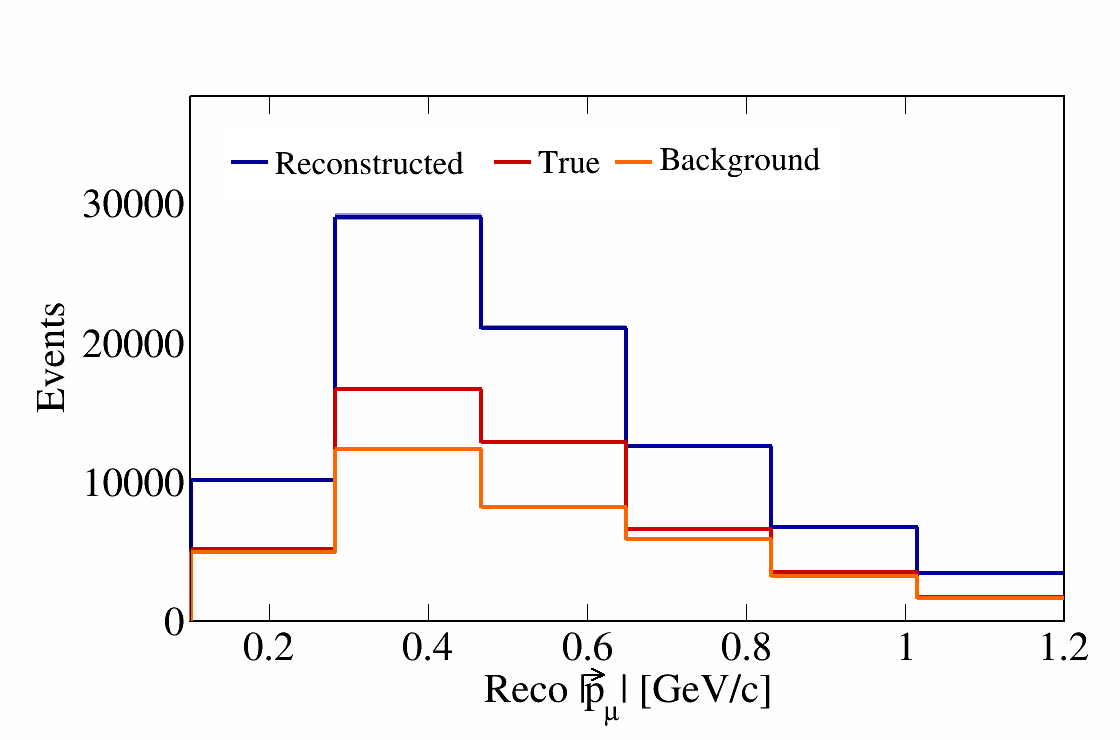 Reconstructed True Background
30000
20000
10000
0
Events
0.2 0.4 0.6 0.8 1 1.2
Reco |p⃗_μ| [GeV/c]